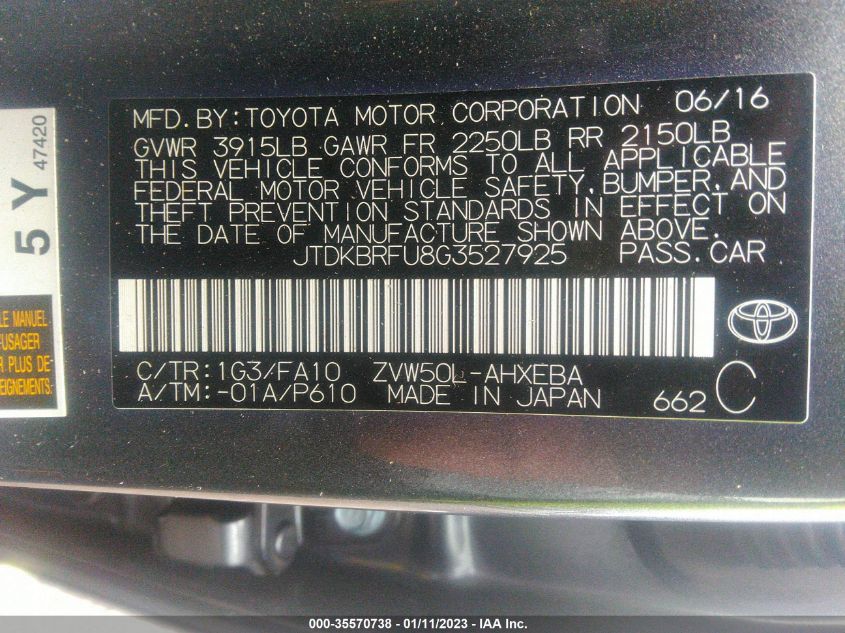 MFD. BY: TOYOTA MOTOR CORPORATION 06/16
GVWR 3915LB GAWR FR 2250LB RR 2150LB
THIS VEHICLE CONFORMS TO ALL APPLICABLE
FEDERAL MOTOR VEHICLE SAFETY, BUMPER, AND
THEFT PREVENTION STANDARDS IN EFFECT ON
THE DATE OF MANUFACTURE SHOWN ABOVE.
JTDKBRFU8G3527925 PASS. CAR
C/TR: 1G3/FA10 ZVW50L-AHXEBA
A/TM: -01A/P610 MADE IN JAPAN 662 C
5 Y 47420
LE MANUEL
USAGER
PLUS DE
EIGNEMENTS.
000-35570738 - 01/11/2023 - IAA Inc.